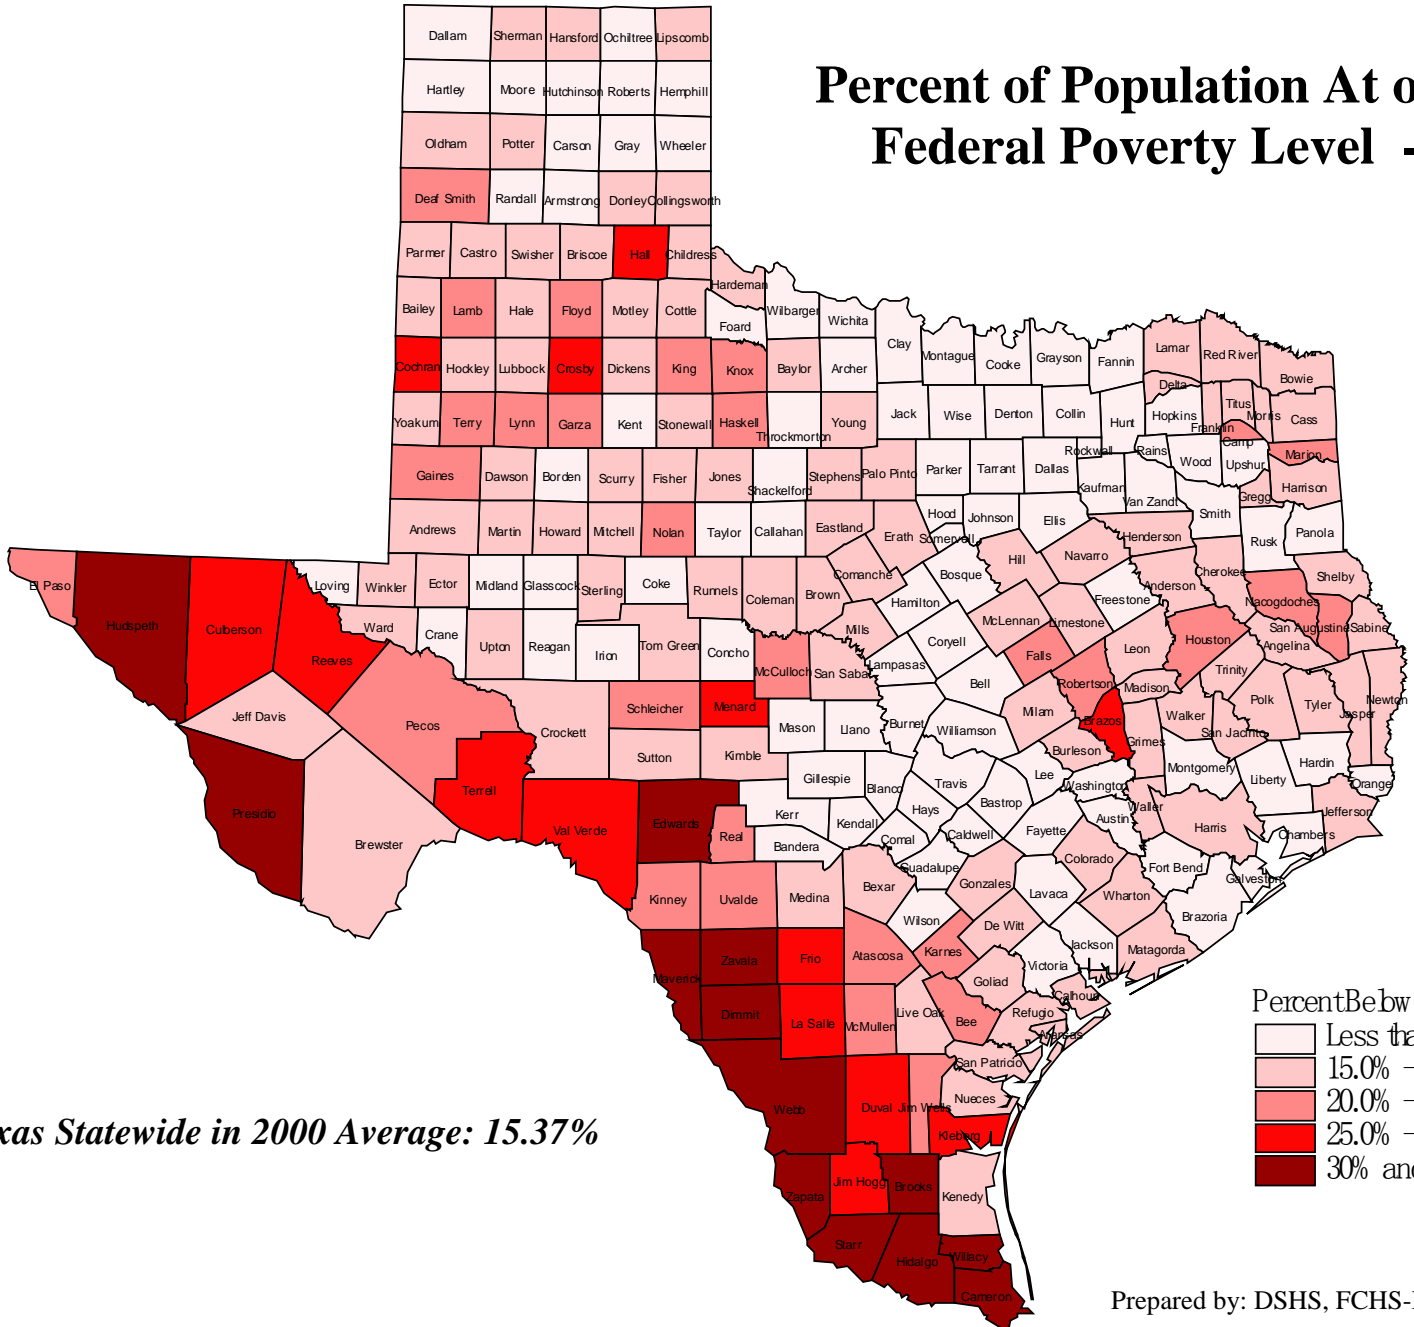 Percent of Population At o
Federal Poverty Level -
Dallam Sherman Hansford Ochiltree Lipscomb
Hartley Moore Hutchinson Roberts Hemphill
Oldham Potter Carson Gray Wheeler
Deaf Smith Randall Armstrong Donley Collingsworth
Parmer Castro Swisher Briscoe Hall Childress
Hardeman
Bailey Lamb Hale Floyd Motley Cottle Foard Wilbarger Wichita
Clay Montague Cooke Grayson Fannin Lamar Red River Bowie
Cochran Hockley Lubbock Crosby Dickens King Knox Baylor Archer
Delta Titus Morris Cass
Yoakum Terry Lynn Garza Kent Stonewall Haskell Throckmorton Young Jack Wise Denton Collin Hunt Hopkins Franklin
Camp Marion
Rockwall Rains Wood Upshur
Gaines Dawson Borden Scurry Fisher Jones Shackelford Stephens Palo Pinto Parker Tarrant Dallas Kaufman Van Zandt Gregg Harrison
Andrews Martin Howard Mitchell Nolan Taylor Callahan Eastland Erath Hood Somervell Johnson Ellis Henderson Smith Rusk Panola
El Paso Hudspeth Culberson Reeves Loving Winkler Ector Midland Glasscock Sterling Coke Runnels Coleman Brown Comanche Bosque Hill Navarro Anderson Cherokee Shelby
Hamilton Freestone Nacogdoches
Ward Crane Upton Reagan Irion Tom Green Concho McCulloch San Saba Mills Lampasas Coryell McLennan Limestone Falls Leon Houston San Augustine Sabine
Angelina Trinity
Jeff Davis Pecos Crockett Schleicher Menard Mason Llano Burnet Bell Williamson Milam Robertson Madison Brazos Walker Polk Tyler Jasper Newton
Sutton Kimble Burleson Grimes San Jacinto
Presidio Brewster Terrell Val Verde Edwards Real Kerr Gillespie Blanco Travis Lee Washington Montgomery Liberty Hardin Orange
Kendall Hays Bastrop Austin Waller Harris Jefferson
Bandera Comal Caldwell Fayette Chambers
Kinney Uvalde Medina Bexar Guadalupe Gonzales Lavaca Colorado Fort Bend Galveston
Wilson De Witt Wharton Brazoria
Maverick Zavala Frio Atascosa Karnes Victoria Jackson Matagorda
Dimmit La Salle McMullen Live Oak Bee Goliad Refugio Calhoun
Aransas
San Patricio
Webb Duval Jim Wells Nueces
Kleberg
Zapata Jim Hogg Brooks Kenedy
Starr Hidalgo Willacy
Cameron
Percent Below
Less tha
15.0% -
20.0% -
25.0% -
30% and
xas Statewide in 2000 Average: 15.37%
Prepared by: DSHS, FCHS-